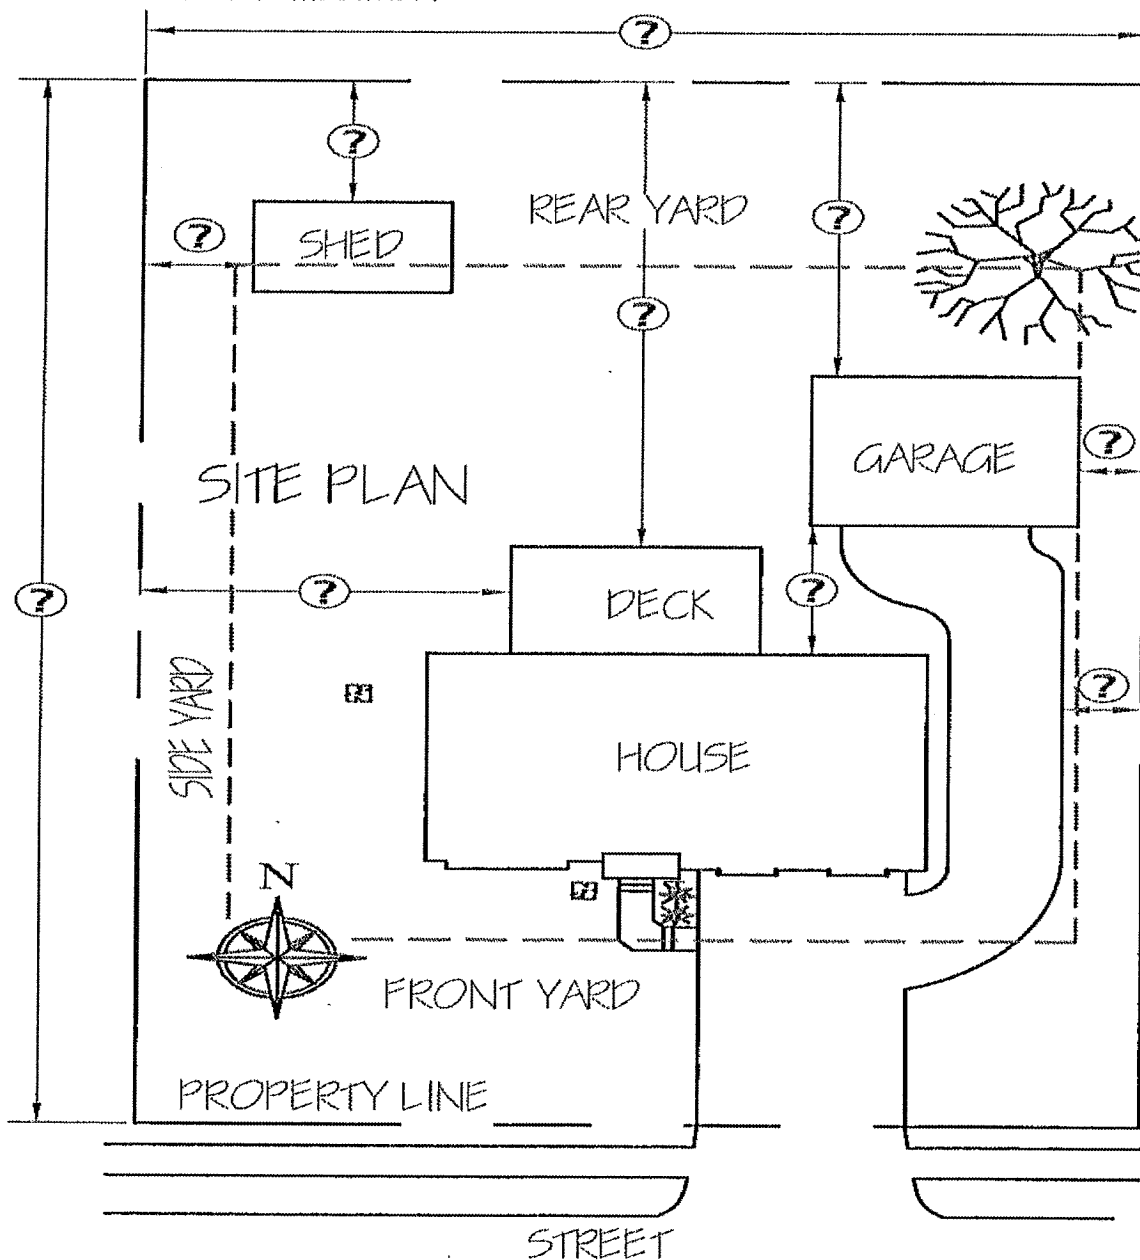 ?
?
REAR YARD
?
?
SHED
?
GARAGE
?
SITE PLAN
?
?
DECK
?
SIDE YARD
?
HOUSE
N
FRONT YARD
PROPERTY LINE
STREET